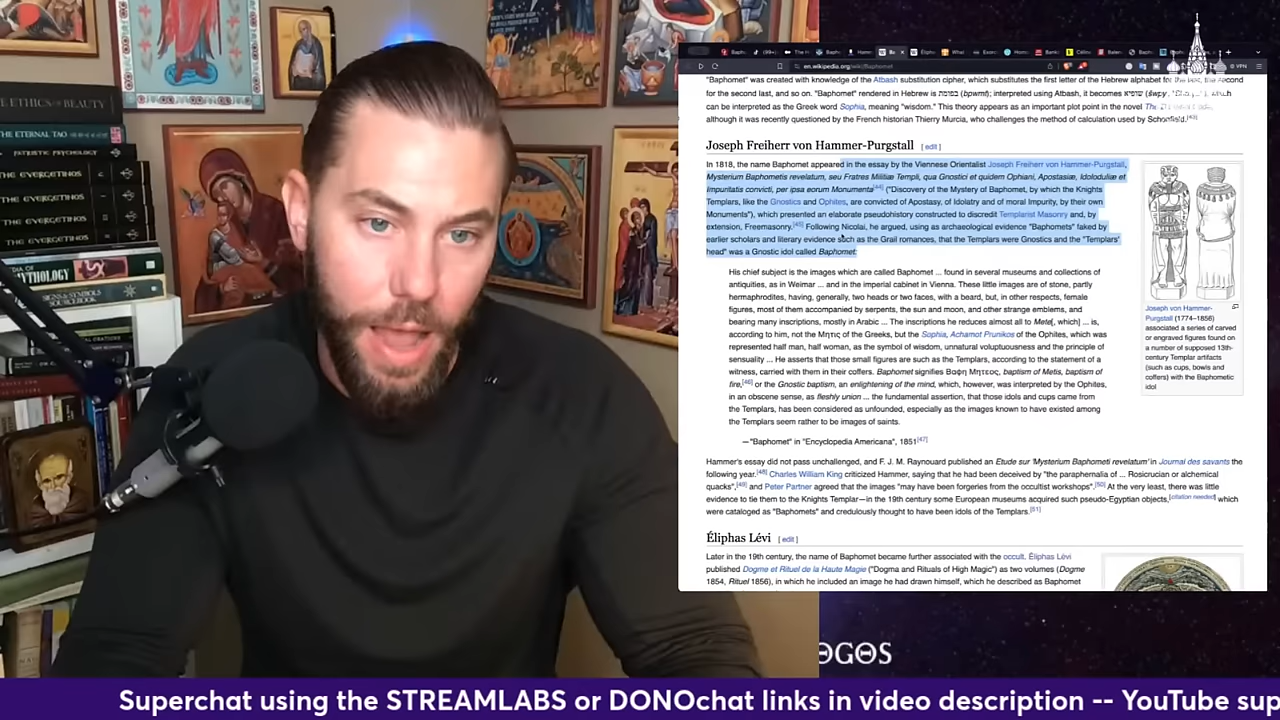 ETHICS of BEAUTY
THE ETERNAL TAO
THE EVERGETINOS
THE EVERGETINOS
THE EVERGETINOS
MYTHOLOGY
SIGNS & SYMBOLS SOURCEBOOK
en.wikipedia.org/wiki/Baphomet
VPN
"Baphomet" was created with knowledge of the Atbash substitution cipher, which substitutes the first letter of the Hebrew alphabet for the last, the second
for the second last, and so on. "Baphomet" rendered in Hebrew is בפומת (bpwmt); interpreted using Atbash, it becomes שופיא (šwpy', which
can be interpreted as the Greek word Sophia, meaning "wisdom." This theory appears as an important plot point in the novel
although it was recently questioned by the French historian Thierry Murcia, who challenges the method of calculation used by Schonfield.[43]
Joseph Freiherr von Hammer-Purgstall [ edit ]
In 1818, the name Baphomet appeared in the essay by the Viennese Orientalist Joseph Freiherr von Hammer-Purgstall,
Mysterium Baphometis revelatum, seu Fratres Militiæ Templi, qua Gnostici et quidem Ophiani, Apostasiæ, Idoloduliæ et
Impuritatis convicti, per ipsa eorum Monumenta[44] ("Discovery of the Mystery of Baphomet, by which the Knights
Templars, like the Gnostics and Ophites, are convicted of Apostasy, of Idolatry and of moral Impurity, by their own
Monuments"), which presented an elaborate pseudohistory constructed to discredit Templarist Masonry and, by
extension, Freemasonry.[45] Following Nicolai, he argued, using as archaeological evidence "Baphomets" faked by
earlier scholars and literary evidence such as the Grail romances, that the Templars were Gnostics and the "Templars'
head" was a Gnostic idol called Baphomet:
His chief subject is the images which are called Baphomet ... found in several museums and collections of
antiquities, as in Weimar ... and in the imperial cabinet in Vienna. These little images are of stone, partly
hermaphrodites, having, generally, two heads or two faces, with a beard, but, in other respects, female
figures, most of them accompanied by serpents, the sun and moon, and other strange emblems, and
bearing many inscriptions, mostly in Arabic ... The inscriptions he reduces almost all to Mete[, which] ... is,
according to him, not the Μητις of the Greeks, but the Sophia, Achamot Prunikos of the Ophites, which was
represented half man, half woman, as the symbol of wisdom, unnatural voluptuousness and the principle of
sensuality ... He asserts that those small figures are such as the Templars, according to the statement of a
witness, carried with them in their coffers. Baphomet signifies Βαφη Μητεος, baptism of Metis, baptism of
fire,[46] or the Gnostic baptism, an enlightening of the mind, which, however, was interpreted by the Ophites,
in an obscene sense, as fleshly union ... the fundamental assertion, that those idols and cups came from
the Templars, has been considered as unfounded, especially as the images known to have existed among
the Templars seem rather to be images of saints.
—"Baphomet" in "Encyclopedia Americana", 1851[47]
Joseph von Hammer-
Purgstall (1774–1856)
associated a series of carved
or engraved figures found on
a number of supposed 13th-
century Templar artifacts
(such as cups, bowls and
coffers) with the Baphometic
idol
Hammer's essay did not pass unchallenged, and F. J. M. Raynouard published an Etude sur 'Mysterium Baphometi revelatum' in Journal des savants the
following year.[48] Charles William King criticized Hammer, saying that he had been deceived by "the paraphernalia of ... Rosicrucian or alchemical
quacks",[49] and Peter Partner agreed that the images "may have been forgeries from the occultist workshops".[50] At the very least, there was little
evidence to tie them to the Knights Templar—in the 19th century some European museums acquired such pseudo-Egyptian objects,[citation needed] which
were cataloged as "Baphomets" and credulously thought to have been idols of the Templars.[51]
Éliphas Lévi [ edit ]
Later in the 19th century, the name of Baphomet became further associated with the occult. Éliphas Lévi
published Dogme et Rituel de la Haute Magie ("Dogma and Rituals of High Magic") as two volumes (Dogme
1854, Rituel 1856), in which he included an image he had drawn himself, which he described as Baphomet
OGOS
Superchat using the STREAMLABS or DONOchat links in video description -- YouTube sup